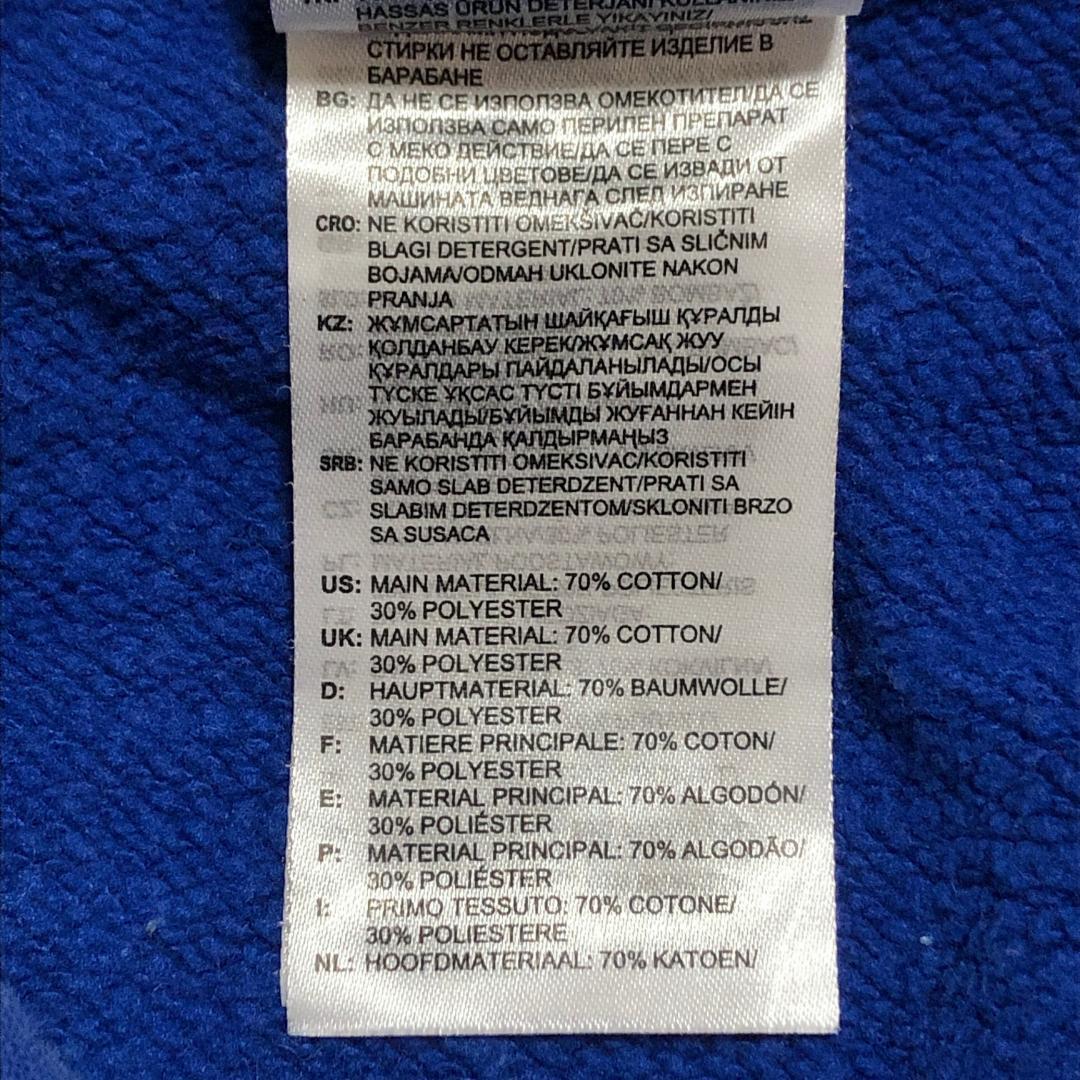 HASSAS ÜRÜN DETERJANI
BENZER RENKLERLE YIKAYINIZ/
СТИРКИ НЕ ОСТАВЛЯЙТЕ ИЗДЕЛИЕ В
БАРАБАНЕ
BG: ДА НЕ СЕ ИЗПОЛЗВА ОМЕКОТИТЕЛ/ДА СЕ
ИЗПОЛЗВА САМО ПЕРИЛЕН ПРЕПАРАТ
С МЕКО ДЕЙСТВИЕ/ДА СЕ ПЕРЕ С
ПОДОБНИ ЦВЕТОВЕ/ДА СЕ ИЗВАДИ ОТ
МАШИНАТА ВЕДНАГА СЛЕД ИЗПИРАНЕ
CRO: NE KORISTITI OMEKŠIVAČ/KORISTITI
BLAGI DETERGENT/PRATI SA SLIČNIM
BOJAMA/ODMAH UKLONITE NAKON
PRANJA
KZ: ЖҰМСАРТАТЫН ШАЙҚАҒЫШ ҚҰРАЛДЫ
ҚОЛДАНБАУ КЕРЕК/ЖҰМСАҚ ЖУУ
ҚҰРАЛДАРЫ ПАЙДАЛАНЫЛАДЫ/ОСЫ
ТҮСКЕ ҰҚСАС ТҮСТІ БҰЙЫМДАРМЕН
ЖУЫЛАДЫ/БҰЙЫМДЫ ЖУҒАННАН КЕЙІН
БАРАБАНДА ҚАЛДЫРМАҢЫЗ
SRB: NE KORISTITI OMEKSIVAC/KORISTITI
SAMO SLAB DETERDZENT/PRATI SA
SLABIM DETERDZENTOM/SKLONITI BRZO
SA SUSACA
US: MAIN MATERIAL: 70% COTTON/
30% POLYESTER
UK: MAIN MATERIAL: 70% COTTON/
30% POLYESTER
D: HAUPTMATERIAL: 70% BAUMWOLLE/
30% POLYESTER
F: MATIERE PRINCIPALE: 70% COTON/
30% POLYESTER
E: MATERIAL PRINCIPAL: 70% ALGODÓN/
30% POLIÉSTER
P: MATERIAL PRINCIPAL: 70% ALGODÃO/
30% POLIÉSTER
I: PRIMO TESSUTO: 70% COTONE/
30% POLIESTERE
NL: HOOFDMATERIAAL: 70% KATOEN/